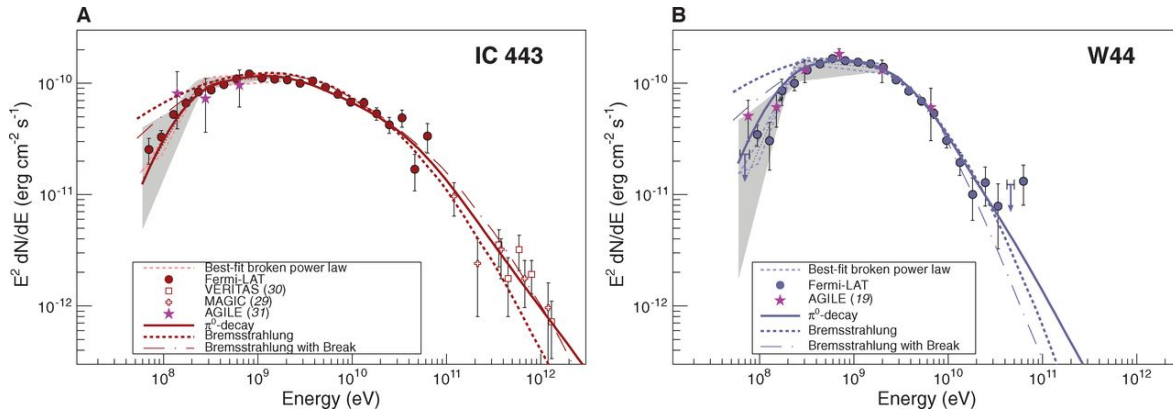 A
IC 443
E² dN/dE (erg cm⁻² s⁻¹)
10⁻¹⁰
10⁻¹¹
10⁻¹²
Best-fit broken power law
Fermi-LAT
VERITAS (30)
MAGIC (29)
AGILE (31)
π⁰-decay
Bremsstrahlung
Bremsstrahlung with Break
10⁸ 10⁹ 10¹⁰ 10¹¹ 10¹²
Energy (eV)
B
W44
E² dN/dE (erg cm⁻² s⁻¹)
10⁻¹⁰
10⁻¹¹
10⁻¹²
Best-fit broken power law
Fermi-LAT
AGILE (19)
π⁰-decay
Bremsstrahlung
Bremsstrahlung with Break
10⁸ 10⁹ 10¹⁰ 10¹¹ 10¹²
Energy (eV)